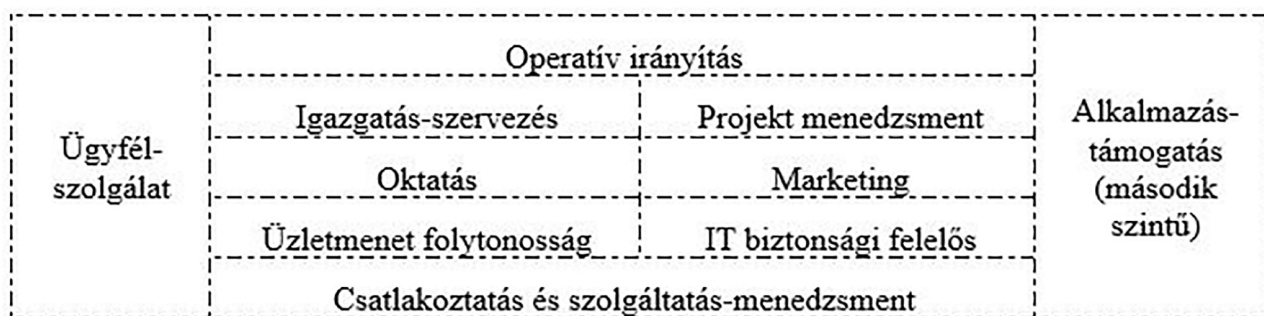 Ügyfél-
szolgálat
Operatív irányítás
Igazgatás-szervezés
Projekt menedzsment
Oktatás
Marketing
Üzletmenet folytonosság
IT biztonsági felelős
Csatlakoztatás és szolgáltatás-menedzsment
Alkalmazás-
támogatás
(második
szintű)